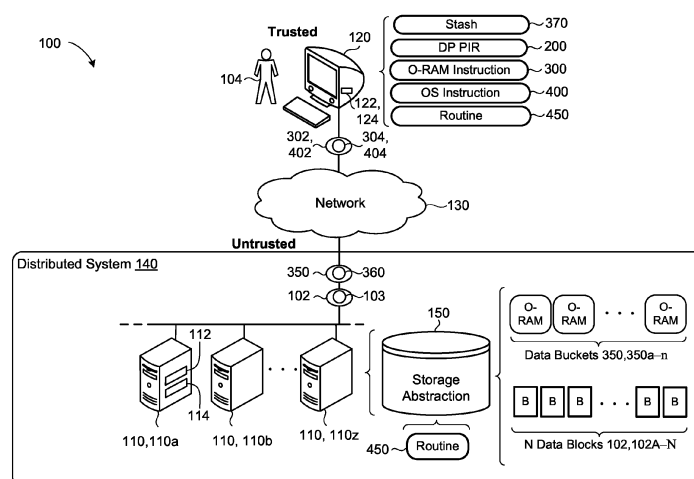 100
Trusted
120
104
122,
124
Stash
370
DP PIR
200
O-RAM Instruction
300
OS Instruction
400
Routine
450
302,
402
304,
404
Network
130
Untrusted
Distributed System 140
350
360
102
103
112
114
110,110a
110, 110b
110, 110z
. . .
150
Storage
Abstraction
450
Routine
O-
RAM
O-
RAM
. . .
O-
RAM
Data Buckets 350,350a–n
B
B
B
. . .
B
B
N Data Blocks 102,102A–N